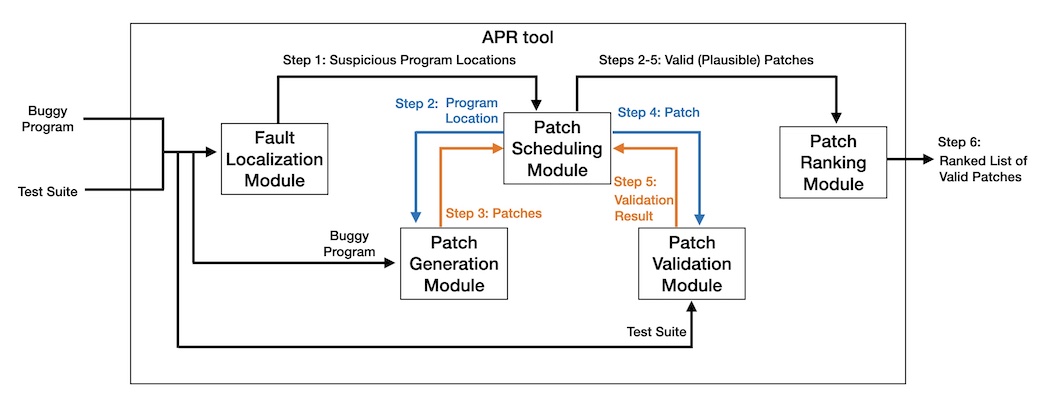 APR tool
Step 1: Suspicious Program Locations
Steps 2-5: Valid (Plausible) Patches
Buggy
Program
Test Suite
Fault
Localization
Module
Step 2: Program
Location
Patch
Scheduling
Module
Step 4: Patch
Patch
Ranking
Module
Step 6:
Ranked List of
Valid Patches
Step 3: Patches
Step 5:
Validation
Result
Buggy
Program
Patch
Generation
Module
Patch
Validation
Module
Test Suite